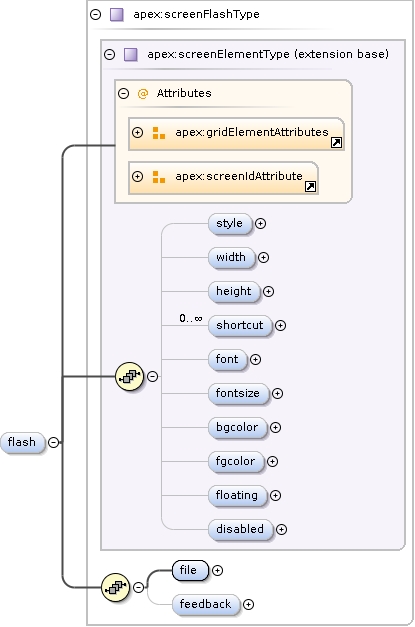 apex:screenFlashType
apex:screenElementType (extension base)
@ Attributes
apex:gridElementAttributes
apex:screenIdAttribute
style
width
height
0..∞
shortcut
font
fontsize
bgcolor
fgcolor
floating
disabled
flash
file
feedback